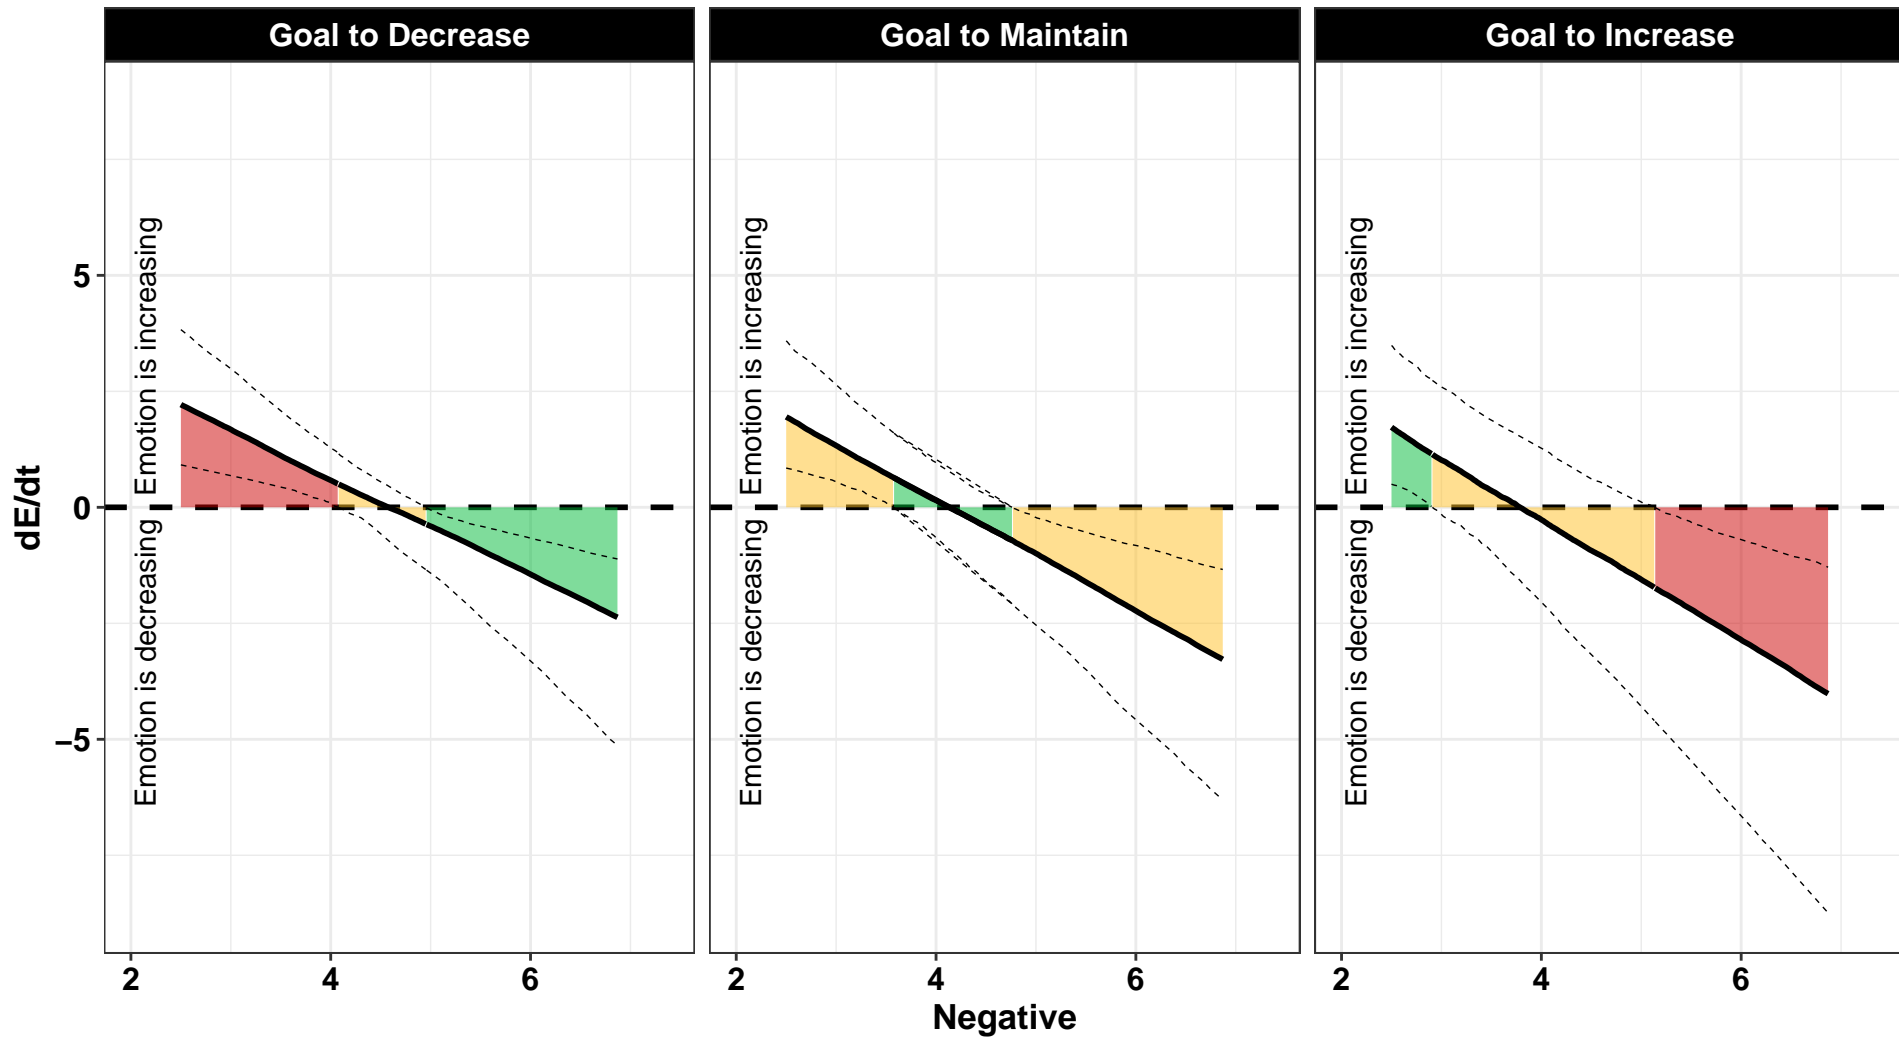 Goal to Decrease
Goal to Maintain
Goal to Increase
dE/dt
5
0
−5
Emotion is increasing
Emotion is decreasing
Emotion is increasing
Emotion is decreasing
Emotion is increasing
Emotion is decreasing
2 4 6
2 4 6
2 4 6
Negative